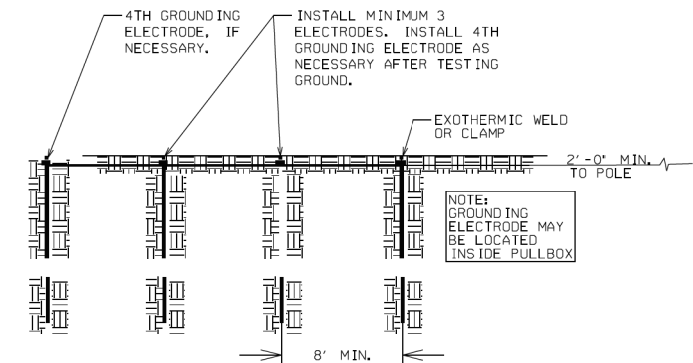 4TH GROUNDING
ELECTRODE, IF
NECESSARY.
INSTALL MINIMUM 3
ELECTRODES. INSTALL 4TH
GROUNDING ELECTRODE AS
NECESSARY AFTER TESTING
GROUND.
EXOTHERMIC WELD
OR CLAMP
2'-0" MIN.
TO POLE
NOTE:
GROUNDING
ELECTRODE MAY
BE LOCATED
INSIDE PULLBOX
8' MIN.